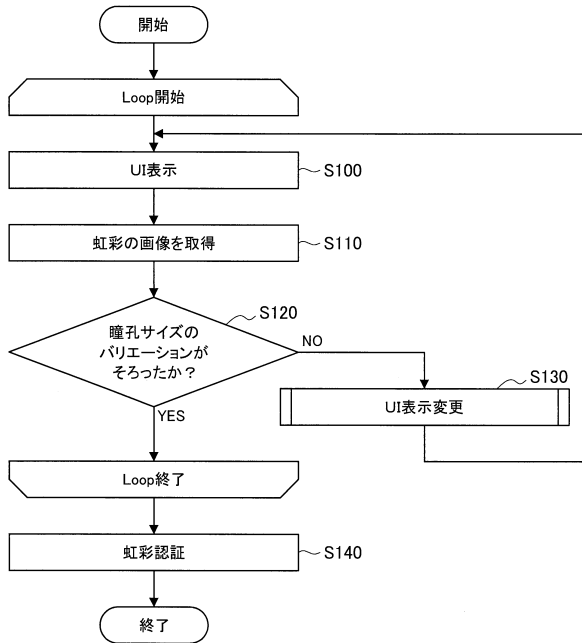 開始
Loop開始
UI表示
S100
虹彩の画像を取得
S110
S120
瞳孔サイズの
バリエーションが
そろったか？
NO
S130
UI表示変更
YES
Loop終了
虹彩認証
S140
終了